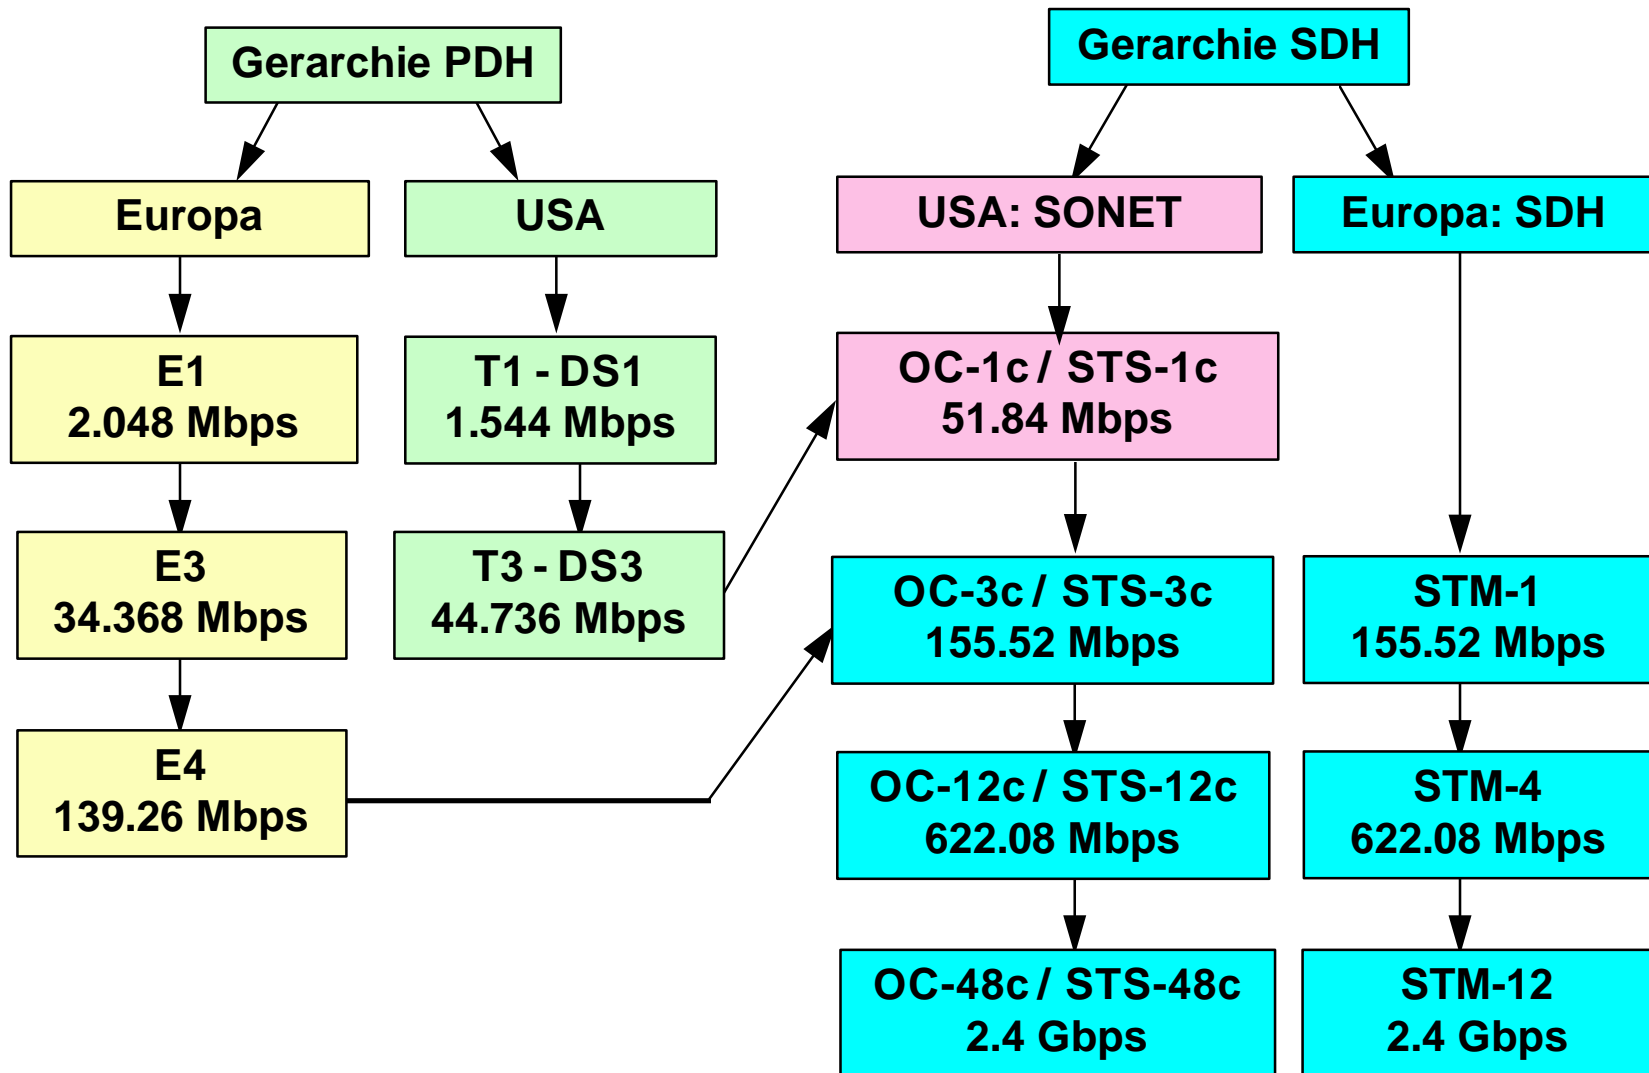 Gerarchie PDH
Gerarchie SDH
Europa
USA
USA: SONET
Europa: SDH
E1
2.048 Mbps
T1 - DS1
1.544 Mbps
OC-1c / STS-1c
51.84 Mbps
E3
34.368 Mbps
T3 - DS3
44.736 Mbps
OC-3c / STS-3c
155.52 Mbps
STM-1
155.52 Mbps
E4
139.26 Mbps
OC-12c / STS-12c
622.08 Mbps
STM-4
622.08 Mbps
OC-48c / STS-48c
2.4 Gbps
STM-12
2.4 Gbps